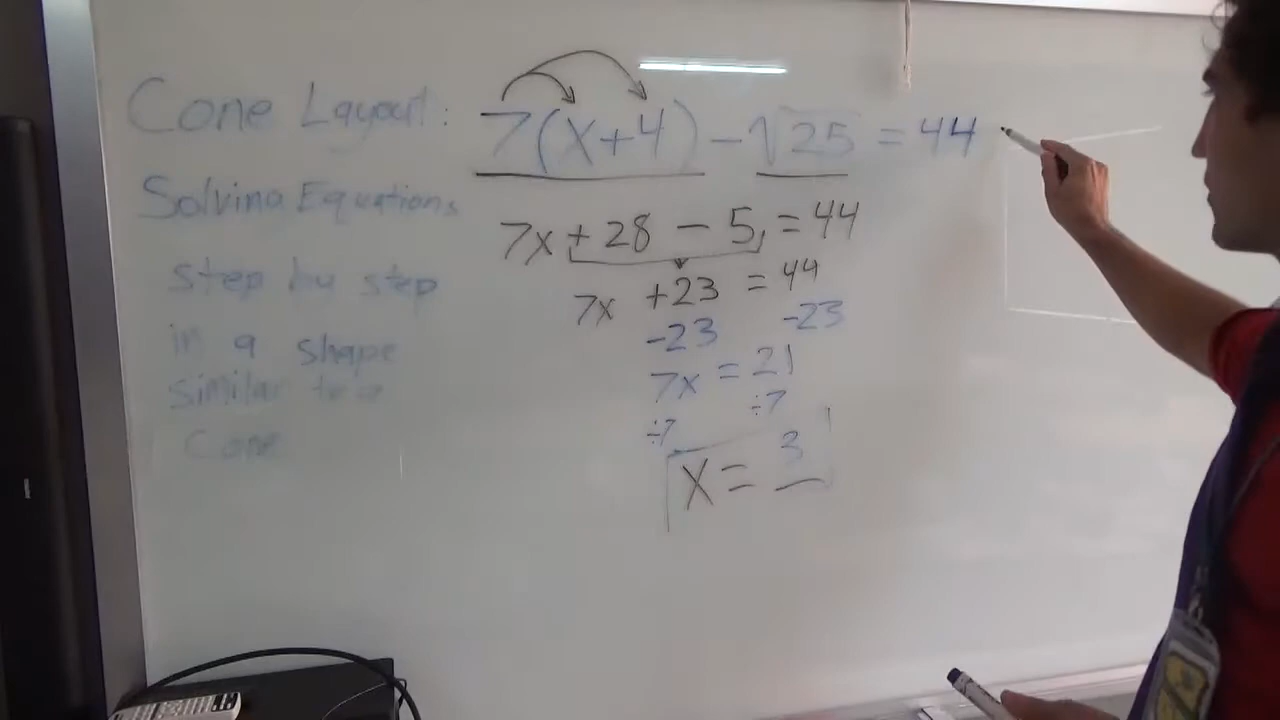 Cone Layout: 7(x+4) - √25 = 44
Solving Equations
step by step
in a shape
similar to a
Cone
7x + 28 - 5 = 44
7x +23 = 44
-23 -23
7x = 21
÷7 ÷7
x = 3